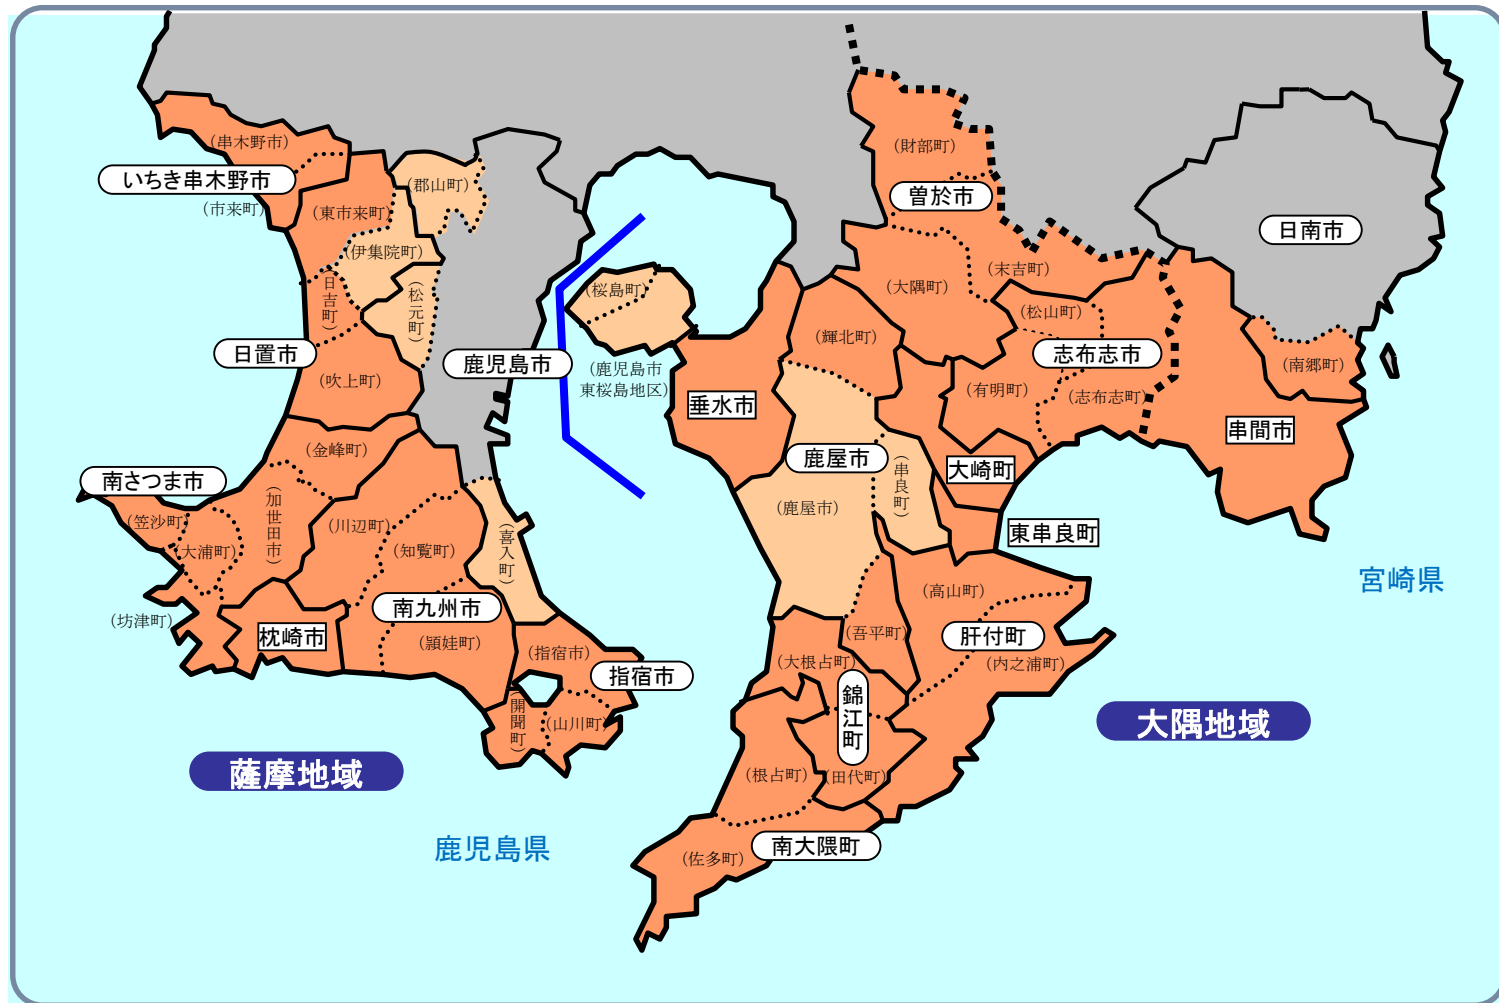 （串木野市）
いちき串木野市
（市来町）
（東市来町）
（郡山町）
（伊集院町）
（日吉町）
（松元町）
日置市
（吹上町）
鹿児島市
（桜島町）
（鹿児島市
東桜島地区）
垂水市
（財部町）
曽於市
（末吉町）
（大隅町）
（松山町）
（輝北町）
志布志市
（有明町）
（志布志町）
日南市
（南郷町）
串間市
（金峰町）
南さつま市
（笠沙町）
（大浦町）
（加世田市）
（川辺町）
（知覧町）
（喜入町）
（坊津町）
枕崎市
南九州市
（頴娃町）
（指宿市）
指宿市
（開聞町）
（山川町）
鹿屋市
（串良町）
大崎町
（鹿屋市）
東串良町
（高山町）
（吾平町）
肝付町
（内之浦町）
（大根占町）
錦江町
（根占町）
（田代町）
南大隈町
（佐多町）
宮崎県
大隅地域
薩摩地域
鹿児島県